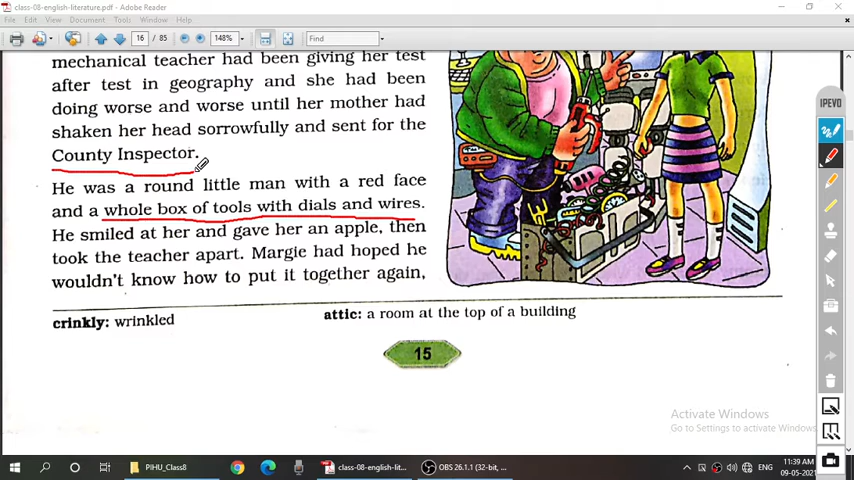 class-08-english-literature.pdf - Adobe Reader
File Edit View Document Tools Window Help
16 / 85 148% Find
mechanical teacher had been giving her test
after test in geography and she had been
doing worse and worse until her mother had
shaken her head sorrowfully and sent for the
County Inspector.
He was a round little man with a red face
and a whole box of tools with dials and wires.
He smiled at her and gave her an apple, then
took the teacher apart. Margie had hoped he
wouldn't know how to put it together again,
crinkly: wrinkled
attic: a room at the top of a building
15
IPEVO
Activate Windows
Go to Settings to activate Windows.
PIHU_Class8
class-08-english-lit...
OBS 26.1.1 (32-bit, ...
ENG
11:39 AM
09-05-2021